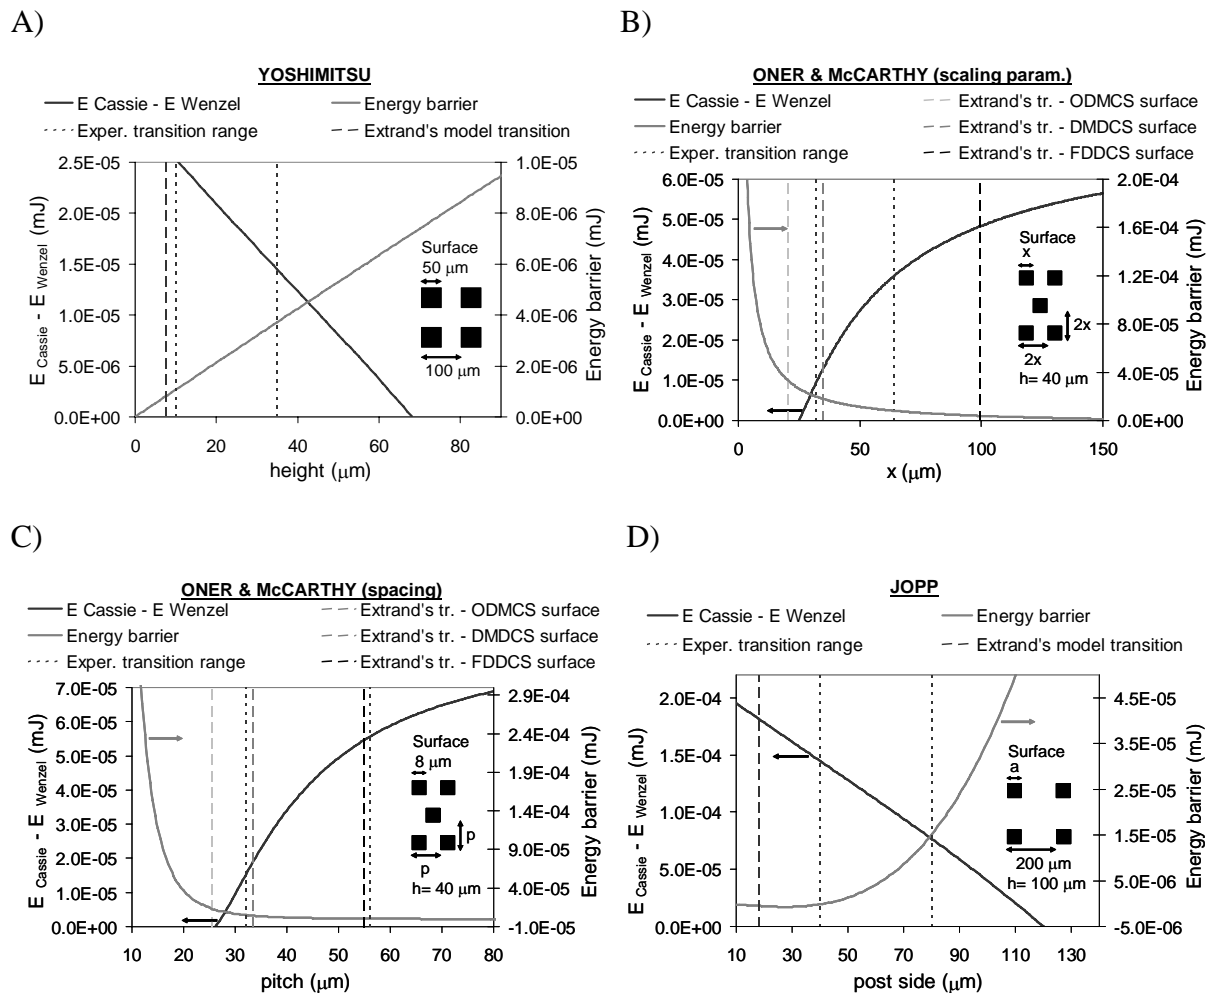 A)
YOSHIMITSU
E Cassie - E Wenzel
Energy barrier
Exper. transition range
Extrand's model transition
2.5E-05
2.0E-05
1.5E-05
1.0E-05
5.0E-06
0.0E+00
E Cassie - E Wenzel (mJ)
1.0E-05
8.0E-06
6.0E-06
4.0E-06
2.0E-06
0.0E+00
Energy barrier (mJ)
Surface
50 μm
100 μm
0 20 40 60 80
height (μm)
B)
ONER & McCARTHY (scaling param.)
E Cassie - E Wenzel
Energy barrier
Exper. transition range
Extrand's tr. - ODMCS surface
Extrand's tr. - DMDCS surface
Extrand's tr. - FDDCS surface
6.0E-05
5.0E-05
4.0E-05
3.0E-05
2.0E-05
1.0E-05
0.0E+00
E Cassie - E Wenzel (mJ)
2.0E-04
1.6E-04
1.2E-04
8.0E-05
4.0E-05
0.0E+00
Energy barrier (mJ)
Surface
x
2x
2x
h= 40 μm
0 50 100 150
x (μm)
C)
ONER & McCARTHY (spacing)
E Cassie - E Wenzel
Energy barrier
Exper. transition range
Extrand's tr. - ODMCS surface
Extrand's tr. - DMDCS surface
Extrand's tr. - FDDCS surface
7.0E-05
6.0E-05
5.0E-05
4.0E-05
3.0E-05
2.0E-05
1.0E-05
0.0E+00
E Cassie - E Wenzel (mJ)
2.9E-04
2.4E-04
1.9E-04
1.4E-04
9.0E-05
4.0E-05
-1.0E-05
Energy barrier (mJ)
Surface
8 μm
p
p
h= 40 μm
10 20 30 40 50 60 70 80
pitch (μm)
D)
JOPP
E Cassie - E Wenzel
Energy barrier
Exper. transition range
Extrand's model transition
2.0E-04
1.5E-04
1.0E-04
5.0E-05
0.0E+00
E Cassie - E Wenzel (mJ)
4.5E-05
3.5E-05
2.5E-05
1.5E-05
5.0E-06
-5.0E-06
Energy barrier (mJ)
Surface
a
200 μm
h= 100 μm
10 30 50 70 90 110 130
post side (μm)